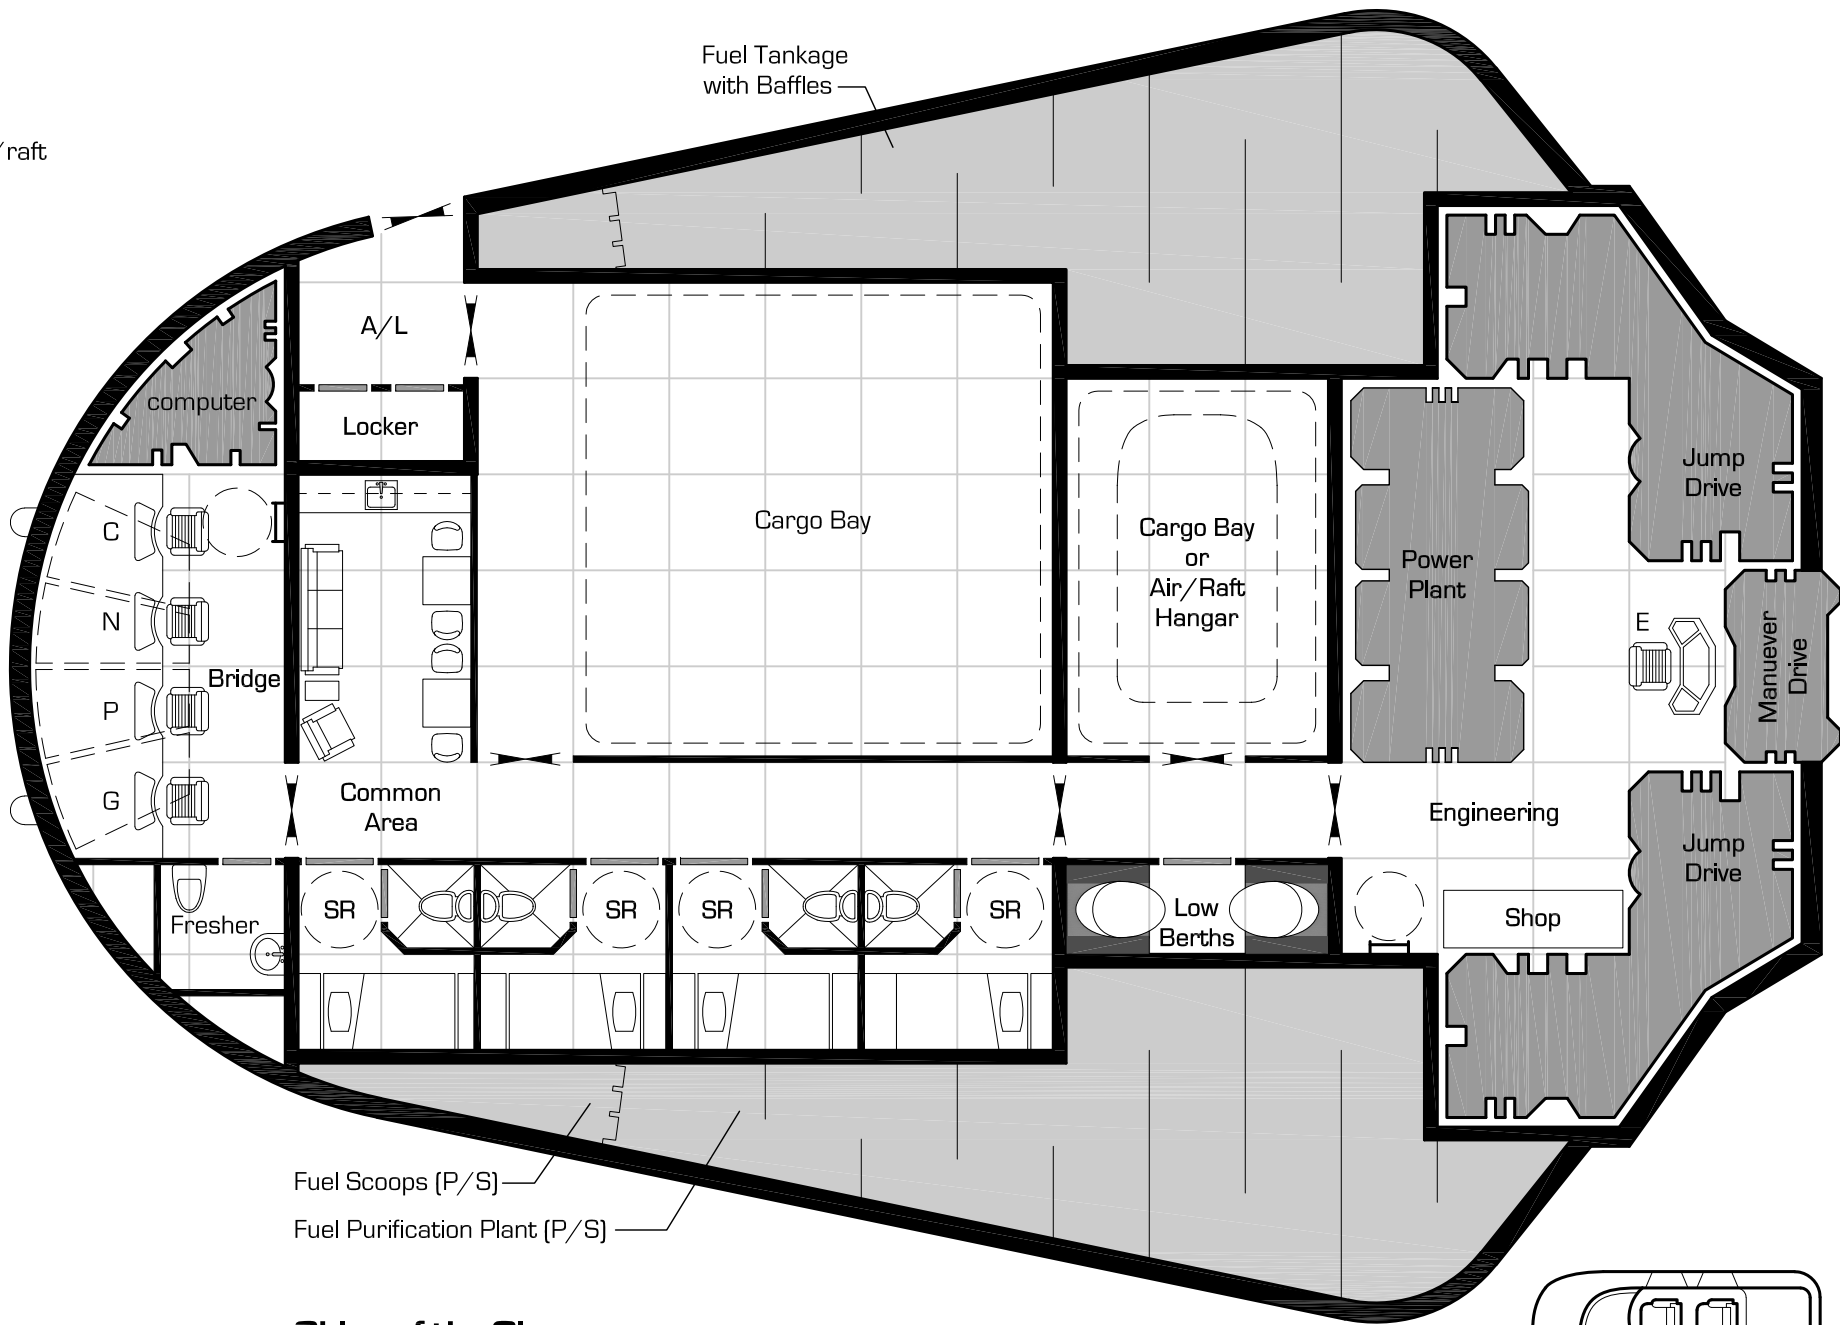 Fuel Tankage
with Baffles
/raft
A/L
computer
Locker
Jump
Drive
C
Cargo Bay
Cargo Bay
or
Air/Raft
Hangar
Power
Plant
N
E
Manuever
Drive
Bridge
P
G
Common
Area
Engineering
Jump
Drive
SR
SR
SR
SR
Low
Berths
Shop
Fresher
Fuel Scoops (P/S)
Fuel Purification Plant (P/S)